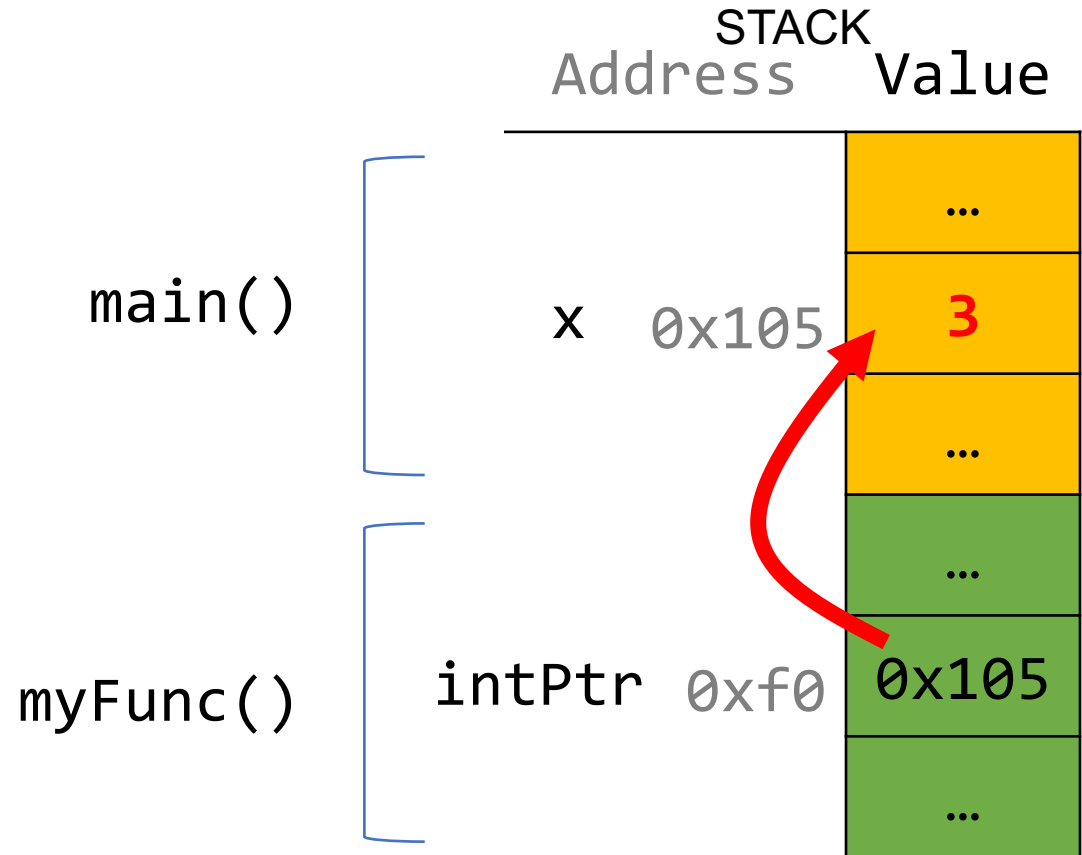 STACK
Address Value
…
main() x 0x105 3
…
…
myFunc() intPtr 0xf0 0x105
…